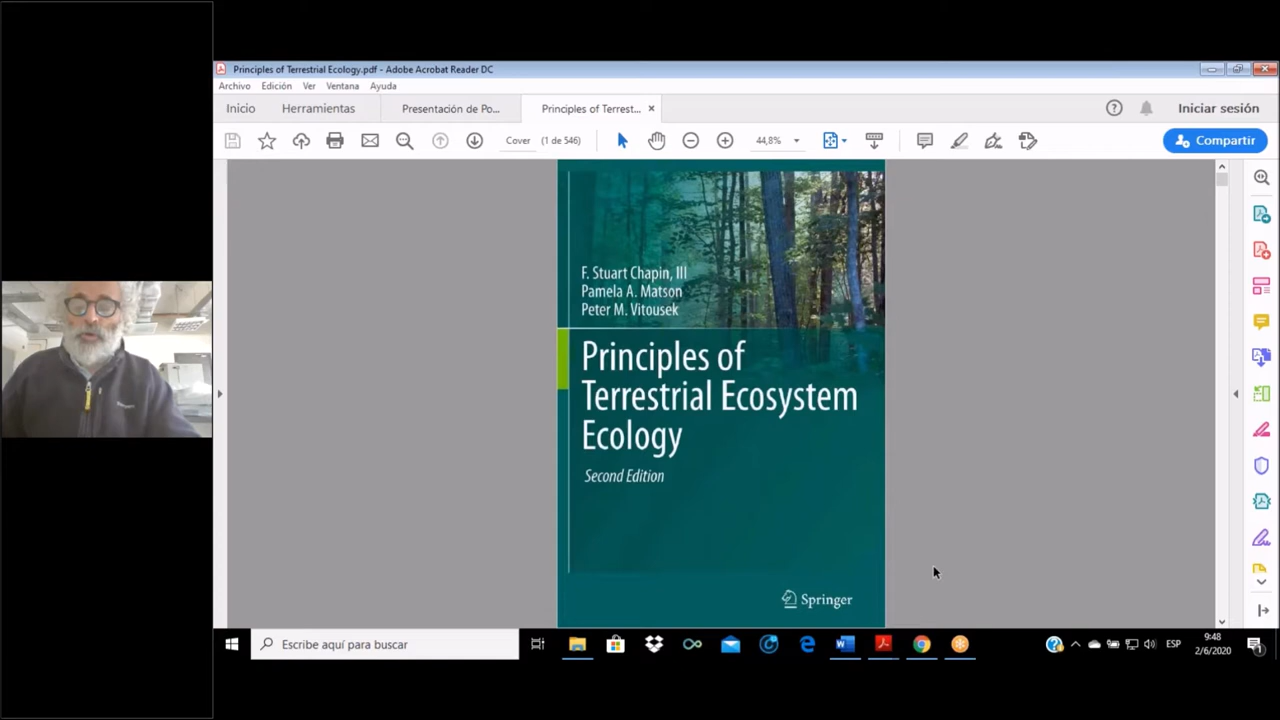 Principles of Terrestrial Ecology.pdf - Adobe Acrobat Reader DC
Archivo Edición Ver Ventana Ayuda
Inicio Herramientas Presentación de Po... Principles of Terrest... Iniciar sesión
Cover (1 de 546) 44,8% Compartir
F. Stuart Chapin, III
Pamela A. Matson
Peter M. Vitousek
Principles of
Terrestrial Ecosystem
Ecology
Second Edition
Springer
Escribe aquí para buscar
ESP
9:48
2/6/2020